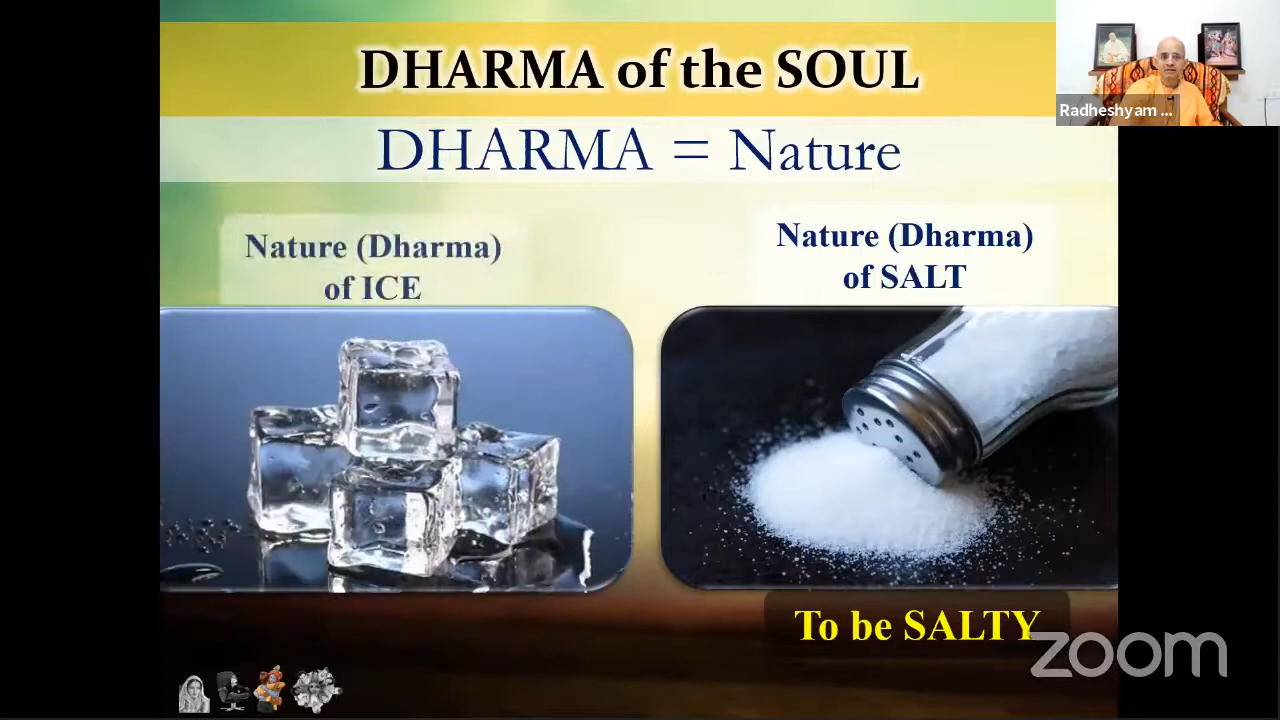 DHARMA of the SOUL
DHARMA = Nature
Nature (Dharma)
of ICE
Nature (Dharma)
of SALT
To be SALTY
Radheshyam ...
zoom